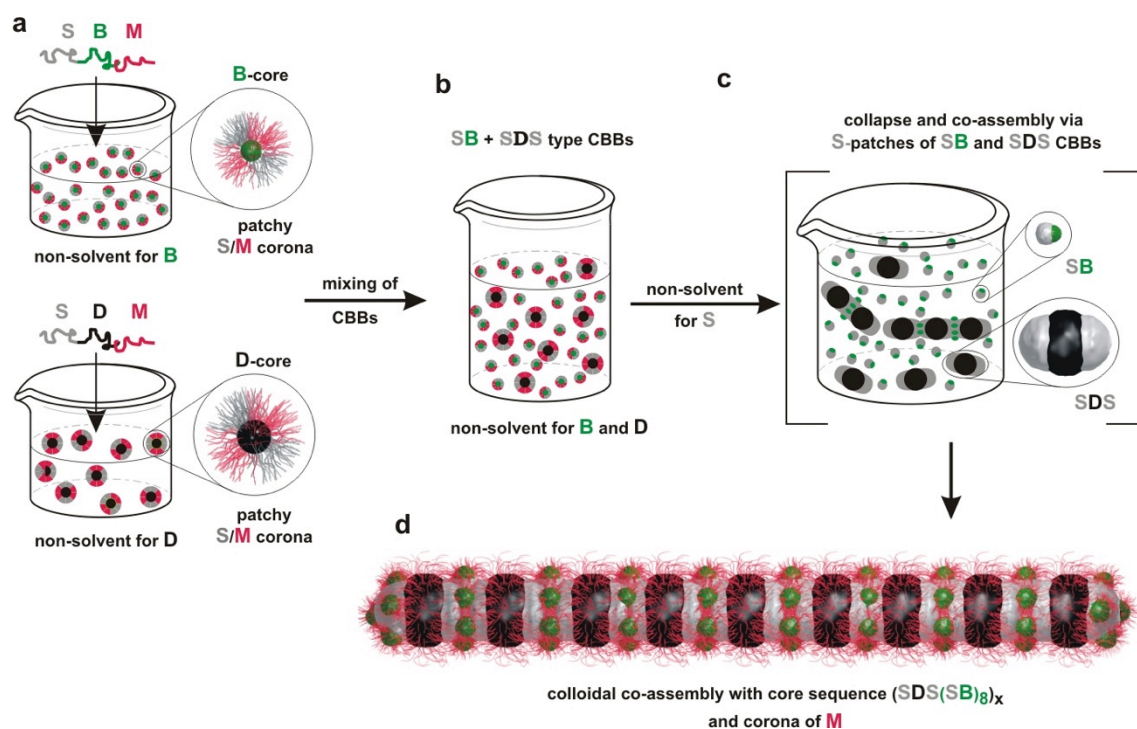 a
S B M
B-core
patchy
S/M corona
non-solvent for B
S D M
D-core
patchy
S/M corona
non-solvent for D
mixing of
CBBs
b
SB + SDS type CBBs
non-solvent for B and D
non-solvent
for S
c
collapse and co-assembly via
S-patches of SB and SDS CBBs
SB
SDS
d
colloidal co-assembly with core sequence (SDS(SB)8)x
and corona of M